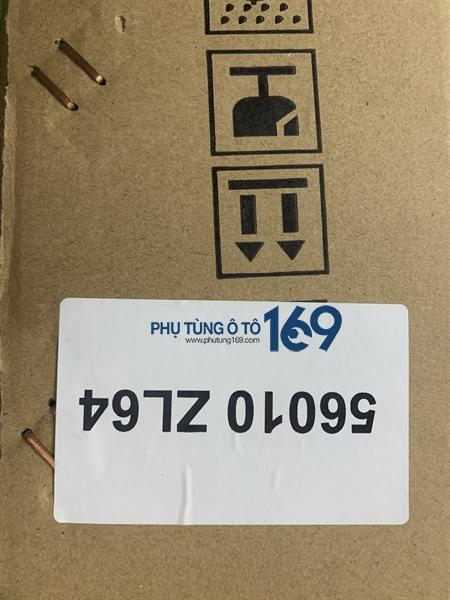 PHỤ TÙNG Ô TÔ 169
www.phutung169.com
56010 ZL64